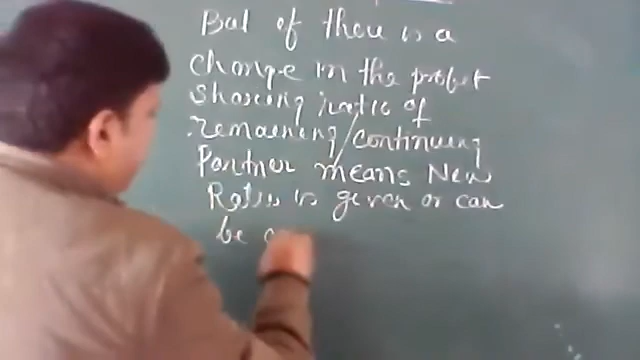 But if there is a
change in the profit
sharing ratio of
remaining/continuing
Partner means New
Ratio is given or can
be